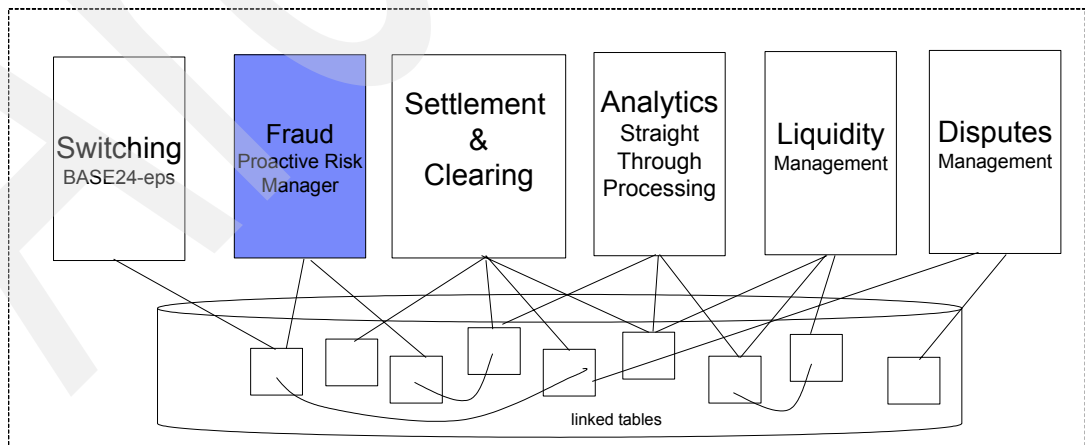 Switching
BASE24-eps
Fraud
Proactive Risk
Manager
Settlement
&
Clearing
Analytics
Straight
Through
Processing
Liquidity
Management
Disputes
Management
linked tables